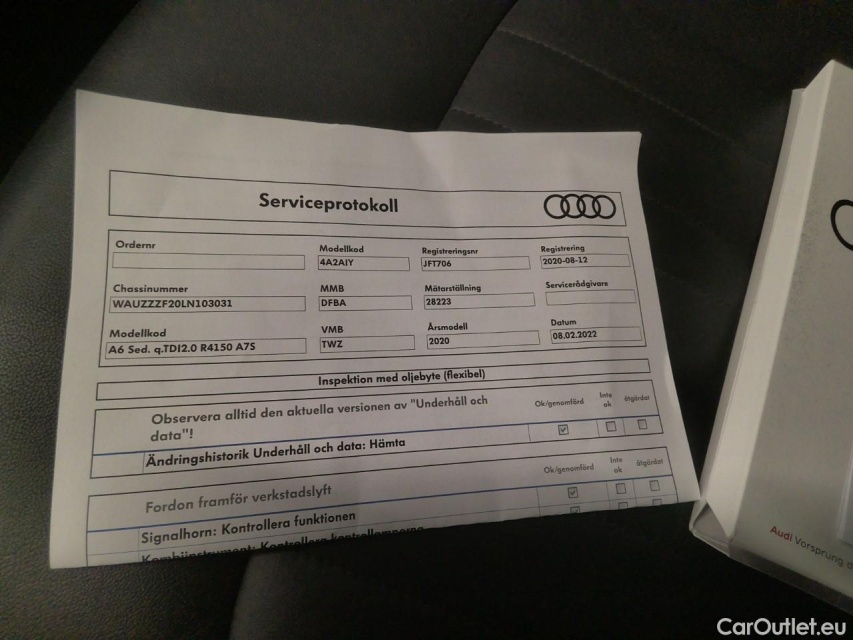 Serviceprotokoll
Ordernr
Modellkod
Registreringsnr
Registrering
4A2AIY
JFT706
2020-08-12
Chassinummer
MMB
Mätarställning
Servicerådgivare
WAUZZZF20LN103031
DFBA
28223
Modellkod
VMB
Årsmodell
Datum
A6 Sed. q.TDI2.0 R4150 A7S
TWZ
2020
08.02.2022
Inspektion med oljebyte (flexibel)
Observera alltid den aktuella versionen av "Underhåll och
data"!
Ok/genomförd
Inte
ok
åtgärdat
Ändringshistorik Underhåll och data: Hämta
Fordon framför verkstadslyft
Ok/genomförd
Inte
ok
åtgärdat
Signalhorn: Kontrollera funktionen
Kombiinstrument: Kontrollera kontrollamporna
Audi Vorsprung
CarOutlet.eu